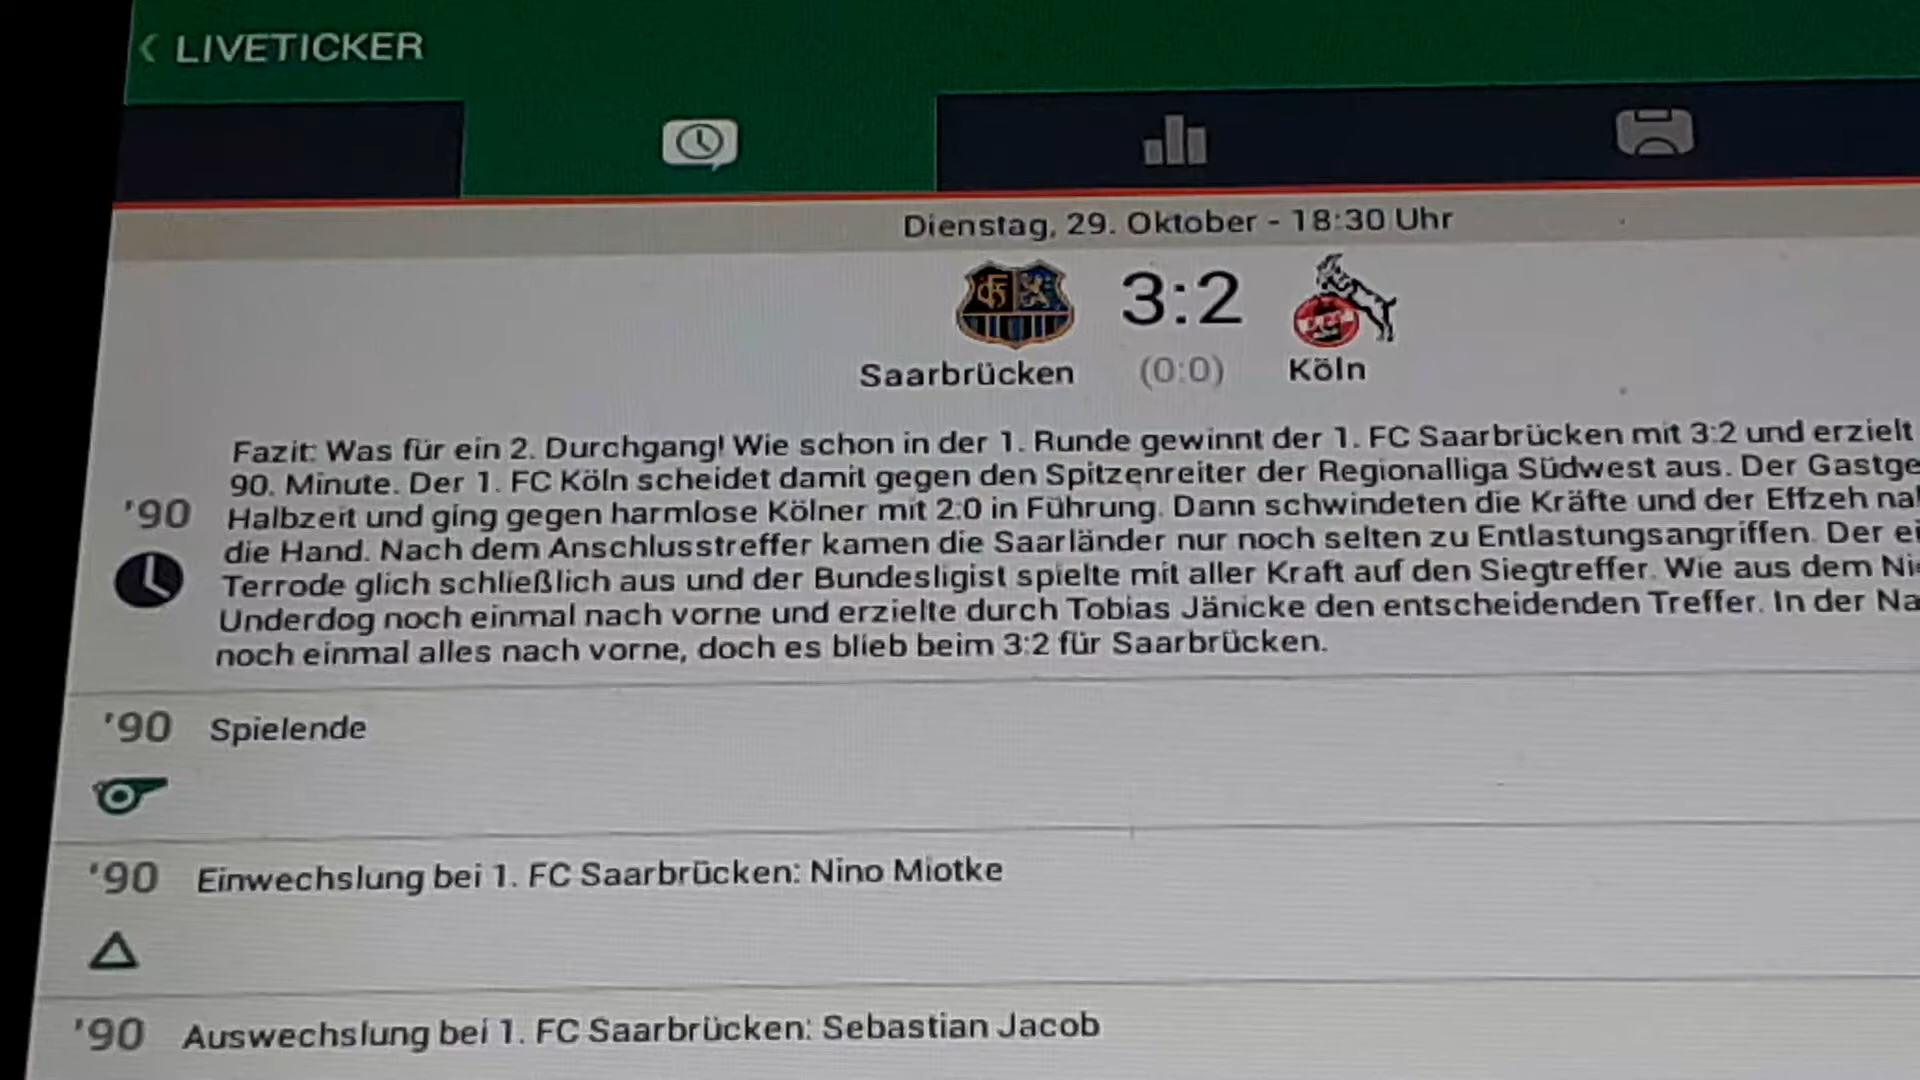 LIVETICKER
Dienstag, 29. Oktober - 18:30 Uhr
3:2
Saarbrücken (0:0) Köln
Fazit: Was für ein 2. Durchgang! Wie schon in der 1. Runde gewinnt der 1. FC Saarbrücken mit 3:2 und erzielt
90. Minute. Der 1. FC Köln scheidet damit gegen den Spitzenreiter der Regionalliga Südwest aus. Der Gastge
'90 Halbzeit und ging gegen harmlose Kölner mit 2:0 in Führung. Dann schwindeten die Kräfte und der Effzeh
die Hand. Nach dem Anschlusstreffer kamen die Saarländer nur noch selten zu Entlastungsangriffen. Der
Terrode glich schließlich aus und der Bundesligist spielte mit aller Kraft auf den Siegtreffer. Wie aus dem
Underdog noch einmal nach vorne und erzielte durch Tobias Jänicke den entscheidenden Treffer. In der
noch einmal alles nach vorne, doch es blieb beim 3:2 für Saarbrücken.
'90 Spielende
'90 Einwechslung bei 1. FC Saarbrücken: Nino Miotke
'90 Auswechslung bei 1. FC Saarbrücken: Sebastian Jacob